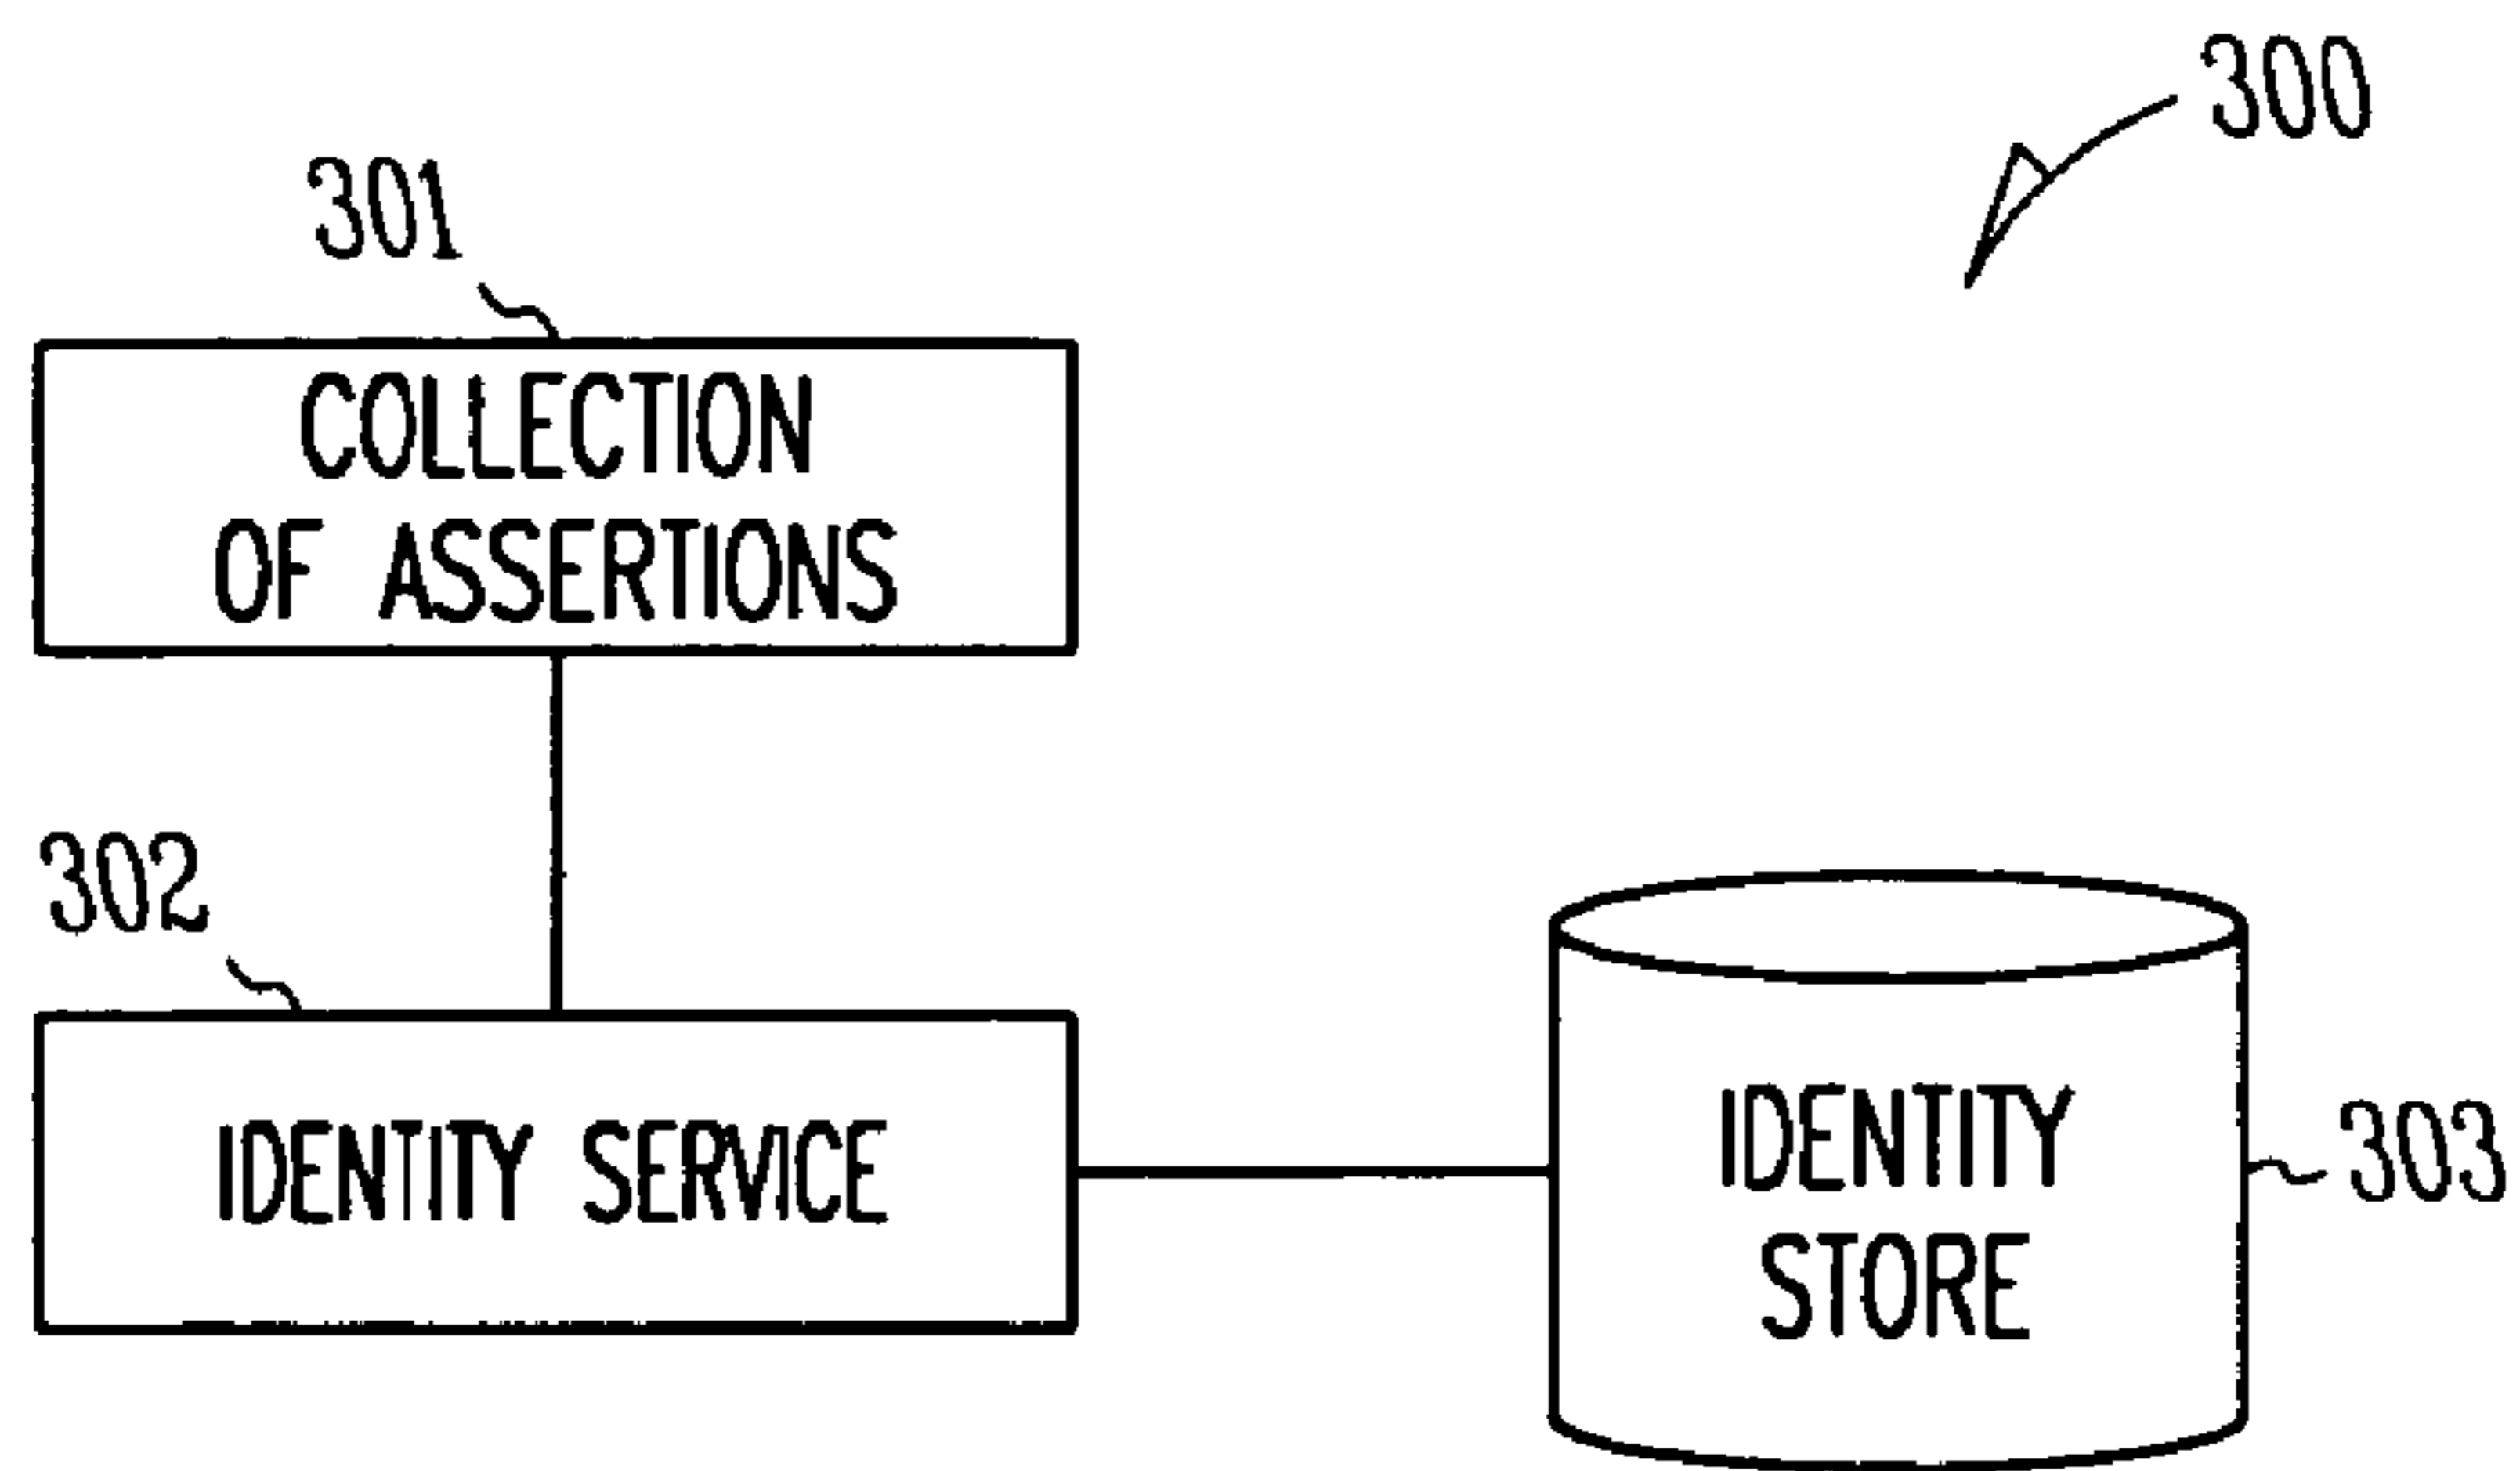 300
301
COLLECTION
OF ASSERTIONS
302
IDENTITY SERVICE
IDENTITY
STORE
303